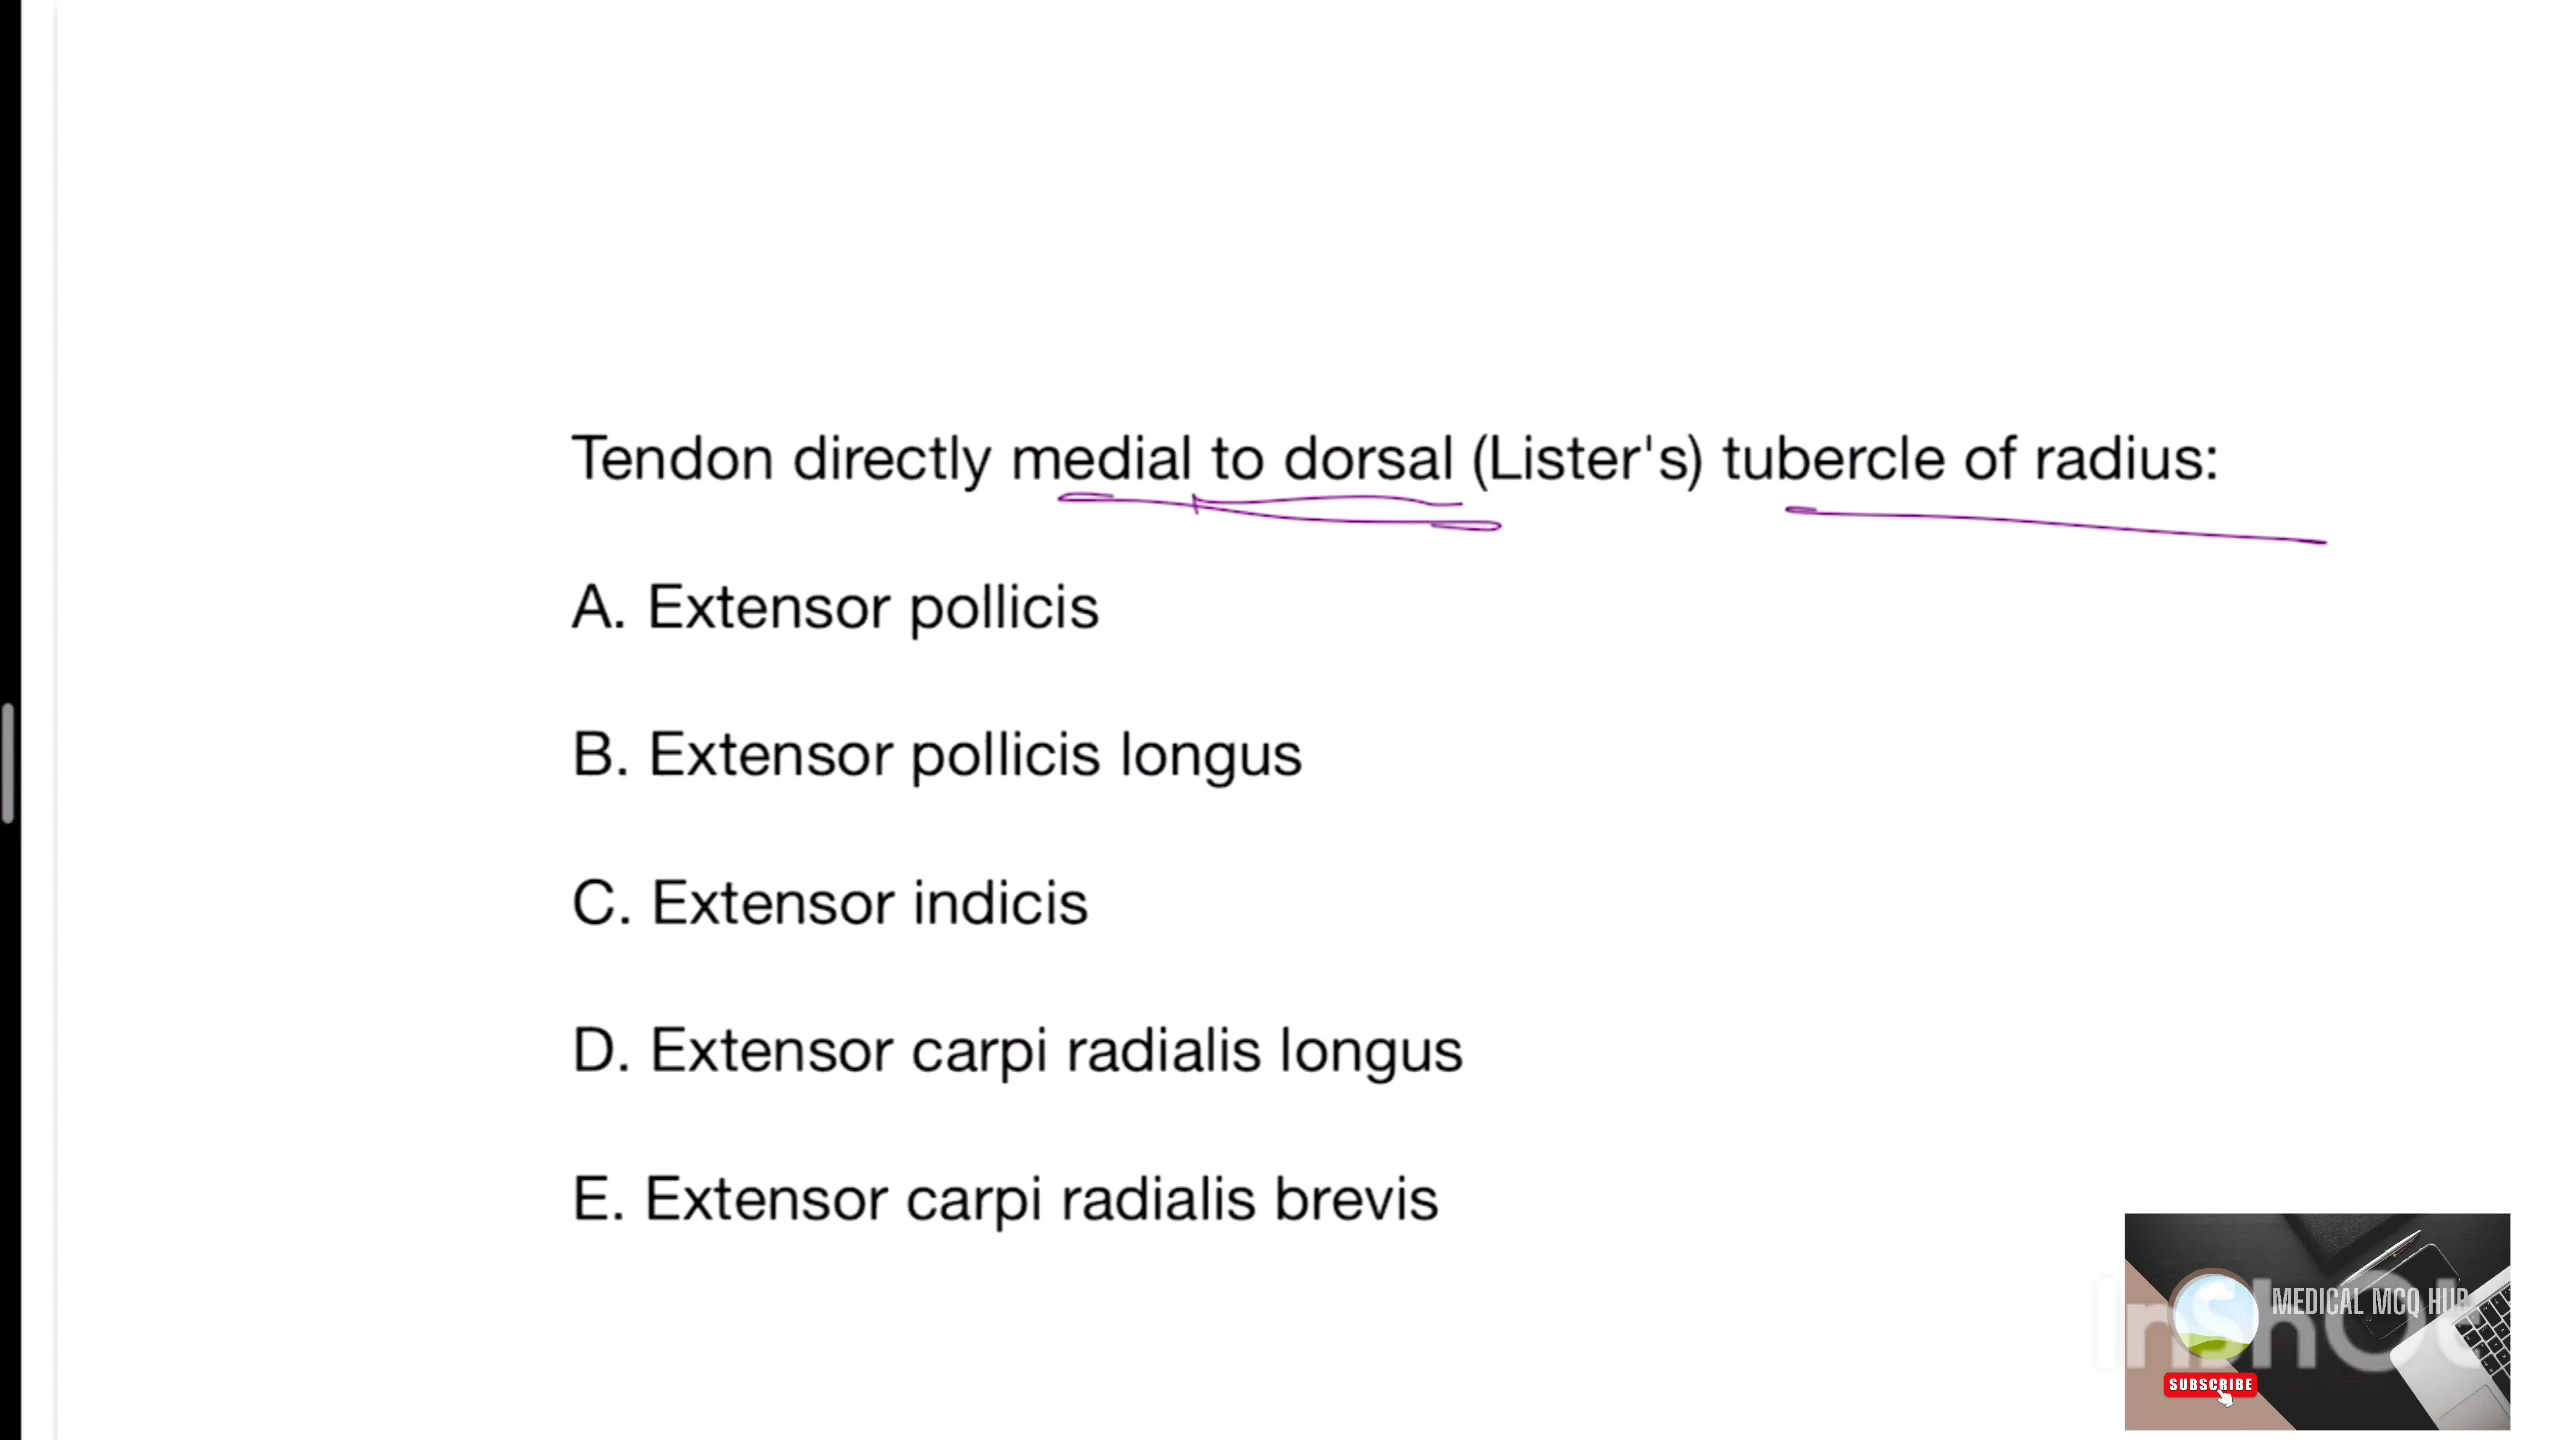 Tendon directly medial to dorsal (Lister's) tubercle of radius:
A. Extensor pollicis
B. Extensor pollicis longus
C. Extensor indicis
D. Extensor carpi radialis longus
E. Extensor carpi radialis brevis
MEDICAL MCQ HUB
InShOt
SUBSCRIBE